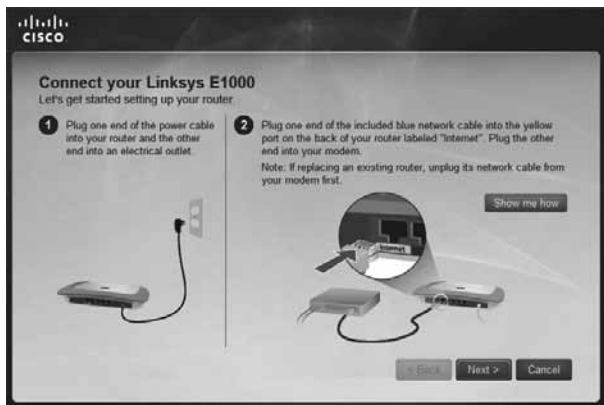 CISCO
Connect your Linksys E1000
Let's get started setting up your router
1
Plug one end of the power cable
into your router and the other
end into an electrical outlet.
2
Plug one end of the included blue network cable into the yellow
port on the back of your router labeled "Internet". Plug the other
end into your modem.
Note: If replacing an existing router, unplug its network cable from
your modem first.
Show me how
Internet
< Back
Next >
Cancel